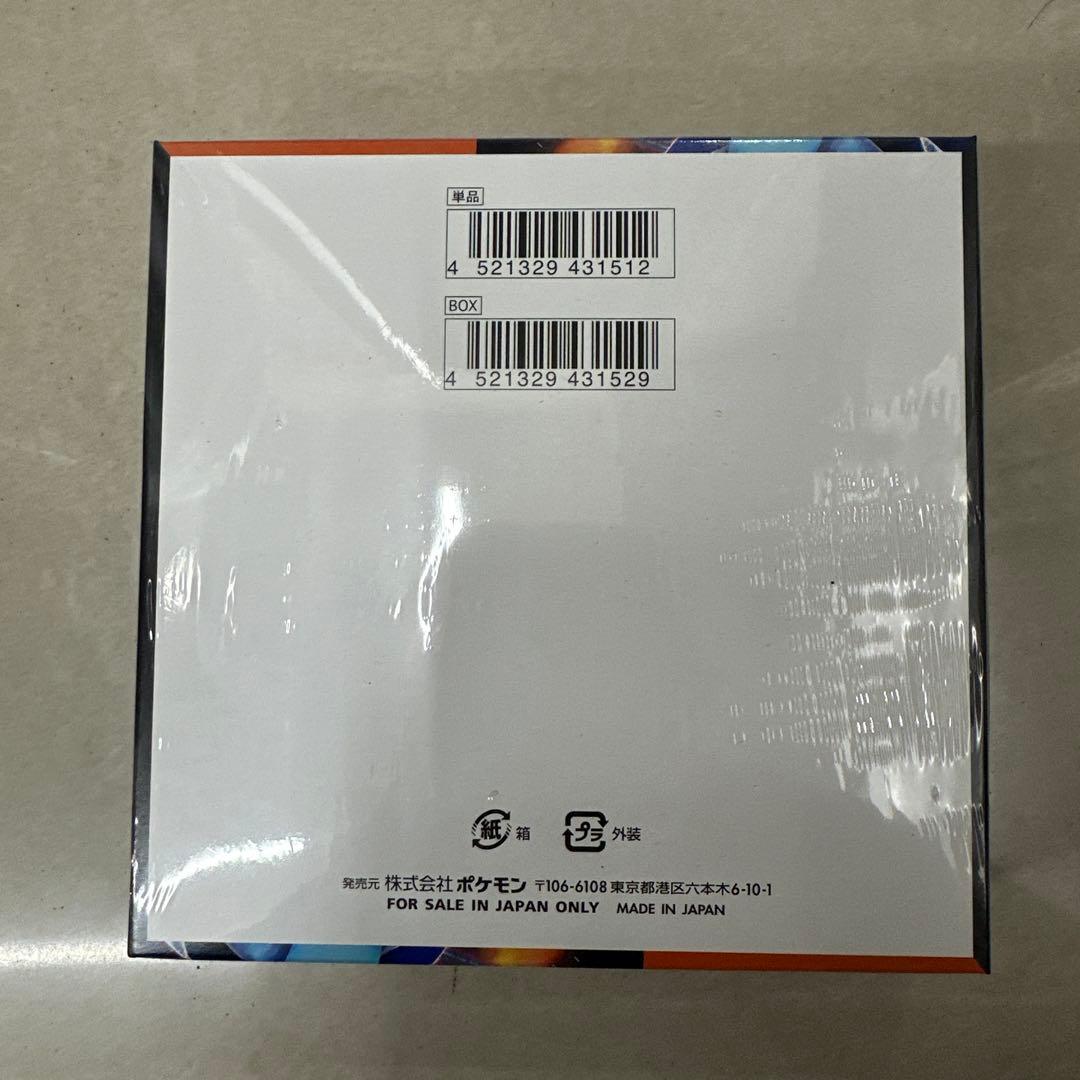 単品
4 521329 431512
BOX
4 521329 431529
紙 箱 プラ 外装
発売元 株式会社 ポケモン 〒106-6108 東京都港区六本木6-10-1
FOR SALE IN JAPAN ONLY MADE IN JAPAN